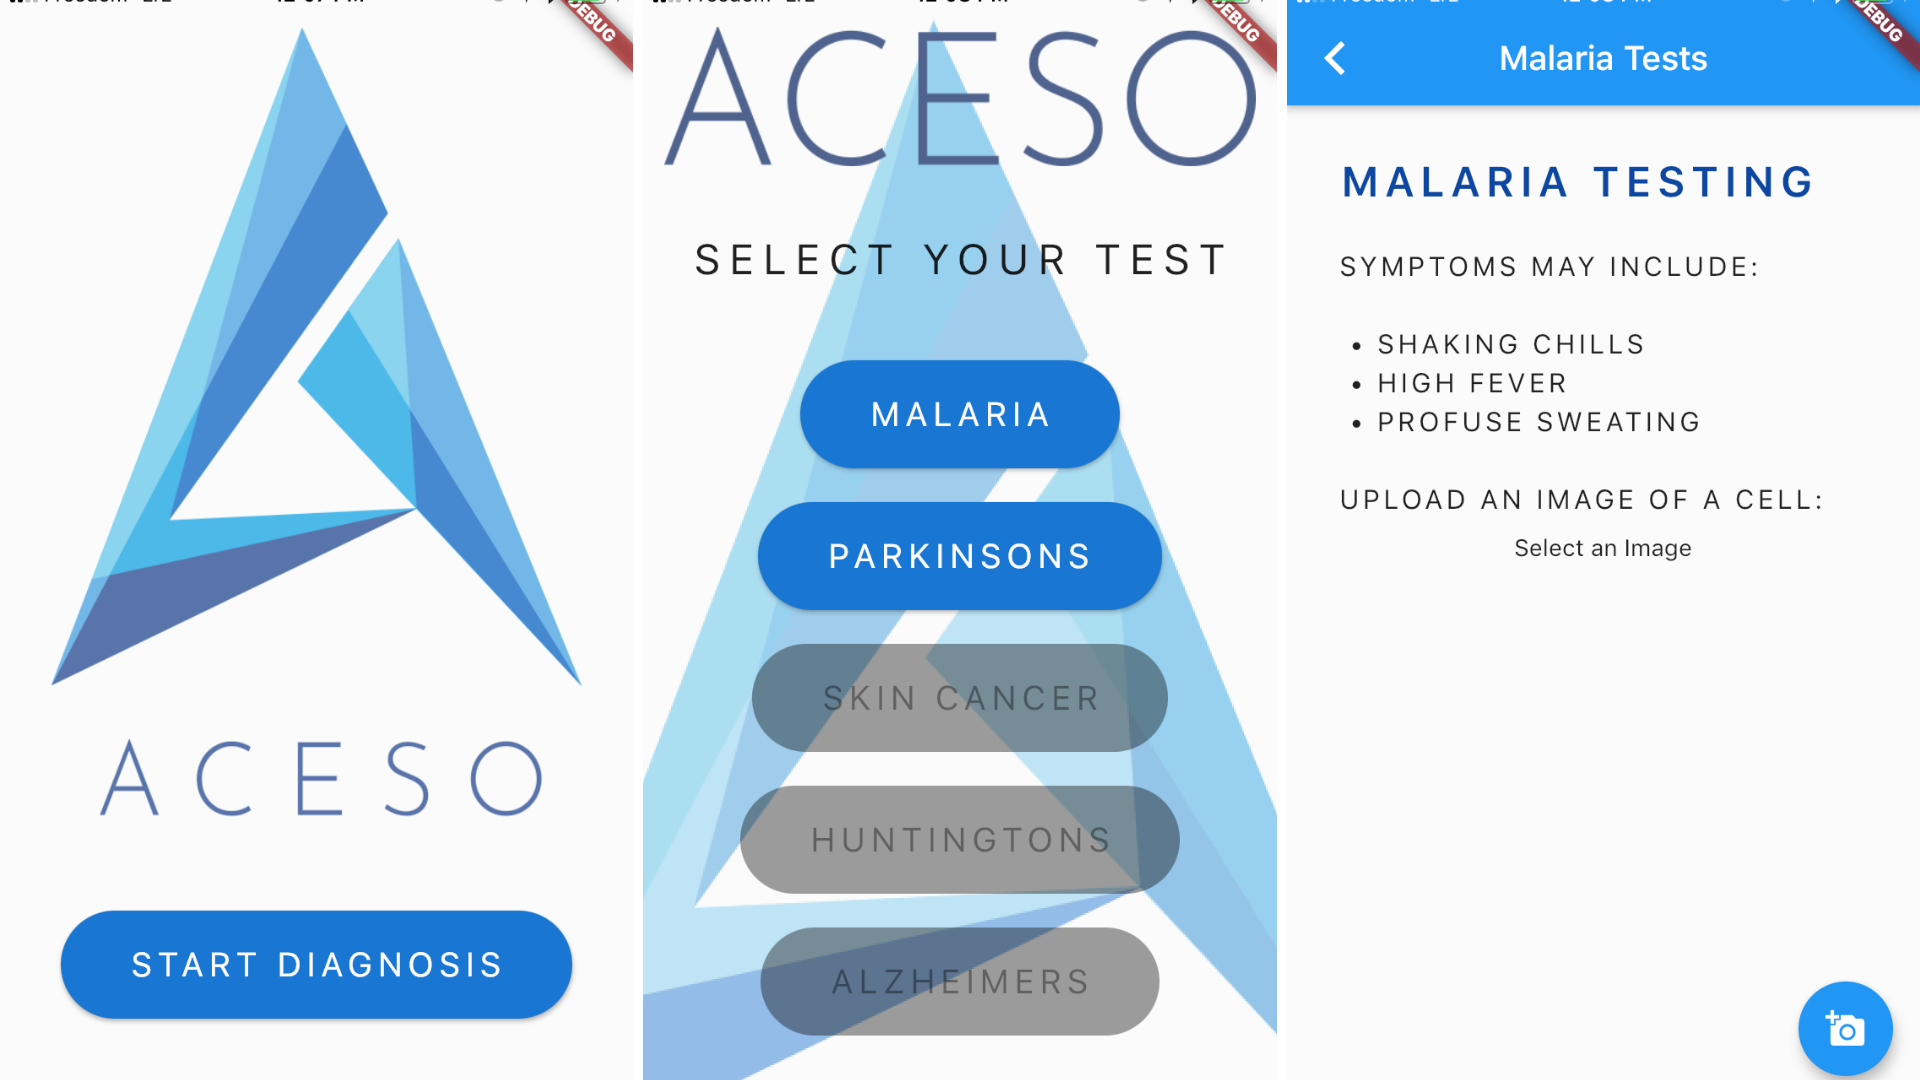 DEBUG
ACESO
START DIAGNOSIS
DEBUG
ACESO
SELECT YOUR TEST
MALARIA
PARKINSONS
SKIN CANCER
HUNTINGTONS
ALZHEIMERS
DEBUG
Malaria Tests
MALARIA TESTING
SYMPTOMS MAY INCLUDE:
• SHAKING CHILLS
• HIGH FEVER
• PROFUSE SWEATING
UPLOAD AN IMAGE OF A CELL:
Select an Image